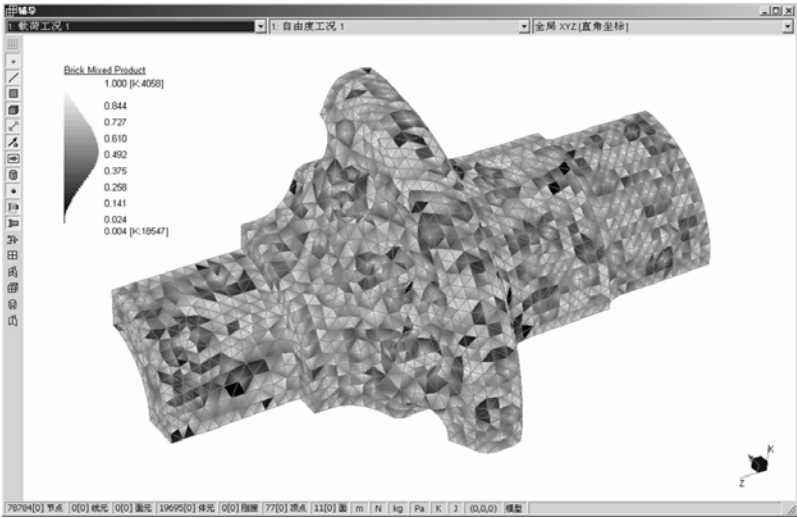 辅导
1: 载荷工况 1
1: 自由度工况 1
全局 XYZ [直角坐标]
Brick Mixed Product
1.000 [K:4058]
0.844
0.727
0.610
0.492
0.375
0.258
0.141
0.024
0.004 [K:18547]
K
Z
78784[0] 节点 0[0] 线元 0[0] 面元 19695[0] 体元 0[0] 刚腰 77[0] 顶点 11[0] 面 m N kg Pa K J (0,0,0) 模型